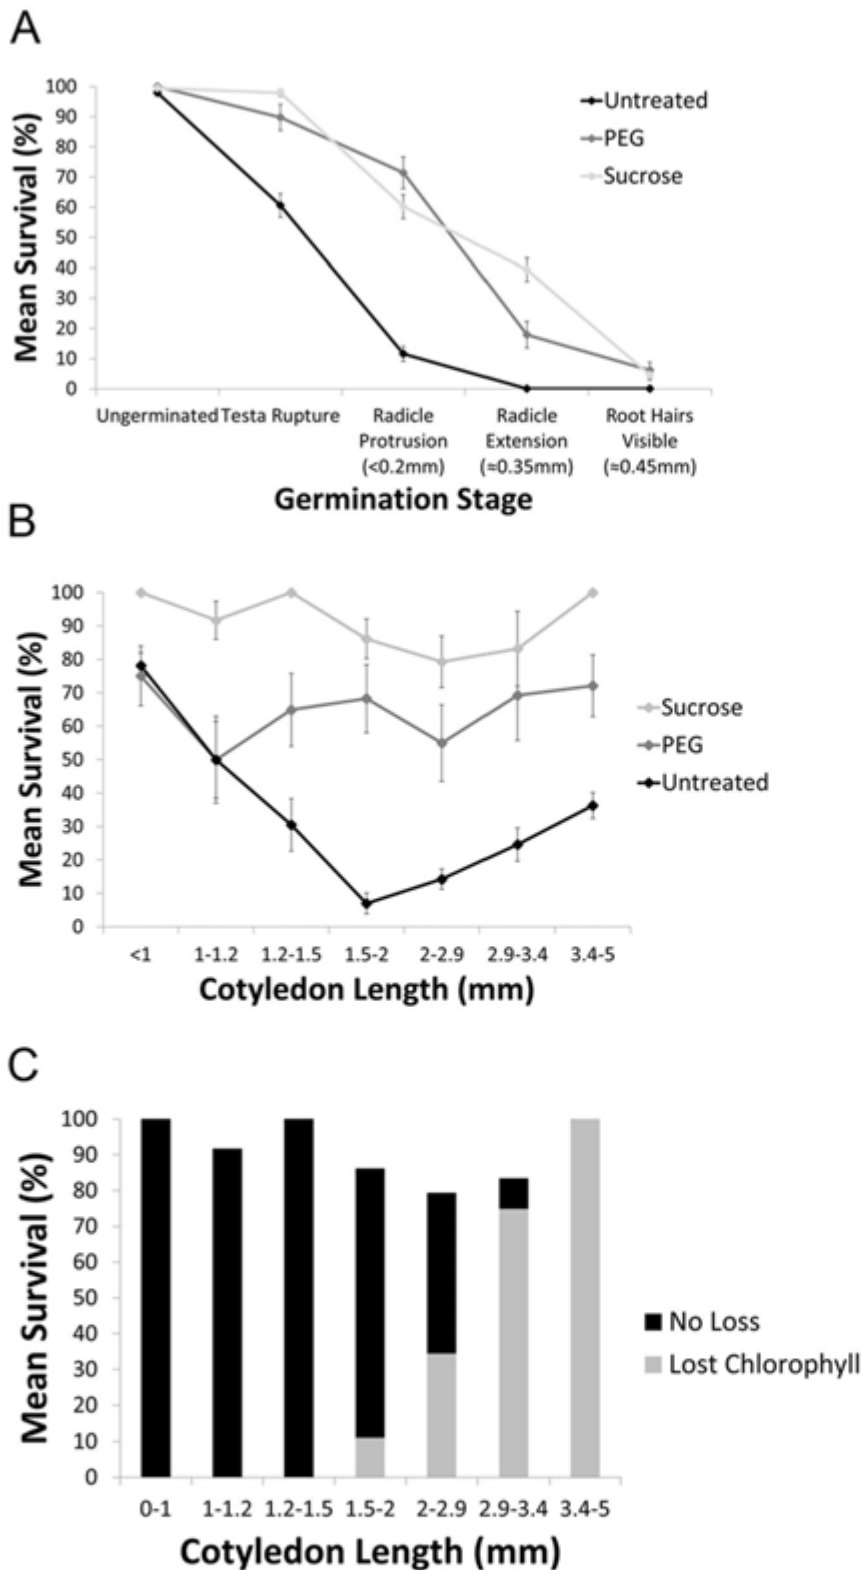 A
Mean Survival (%)
100
90
80
70
60
50
40
30
20
10
0
Untreated
PEG
Sucrose
Ungerminated Testa Rupture Radicle Radicle Root Hairs
Protrusion Extension Visible
(<0.2mm) (≈0.35mm) (≈0.45mm)
Germination Stage
B
Mean Survival (%)
100
90
80
70
60
50
40
30
20
10
0
Sucrose
PEG
Untreated
<1 1-1.2 1.2-1.5 1.5-2 2-2.9 2.9-3.4 3.4-5
Cotyledon Length (mm)
C
Mean Survival (%)
100
90
80
70
60
50
40
30
20
10
0
No Loss
Lost Chlorophyll
0-1 1-1.2 1.2-1.5 1.5-2 2-2.9 2.9-3.4 3.4-5
Cotyledon Length (mm)